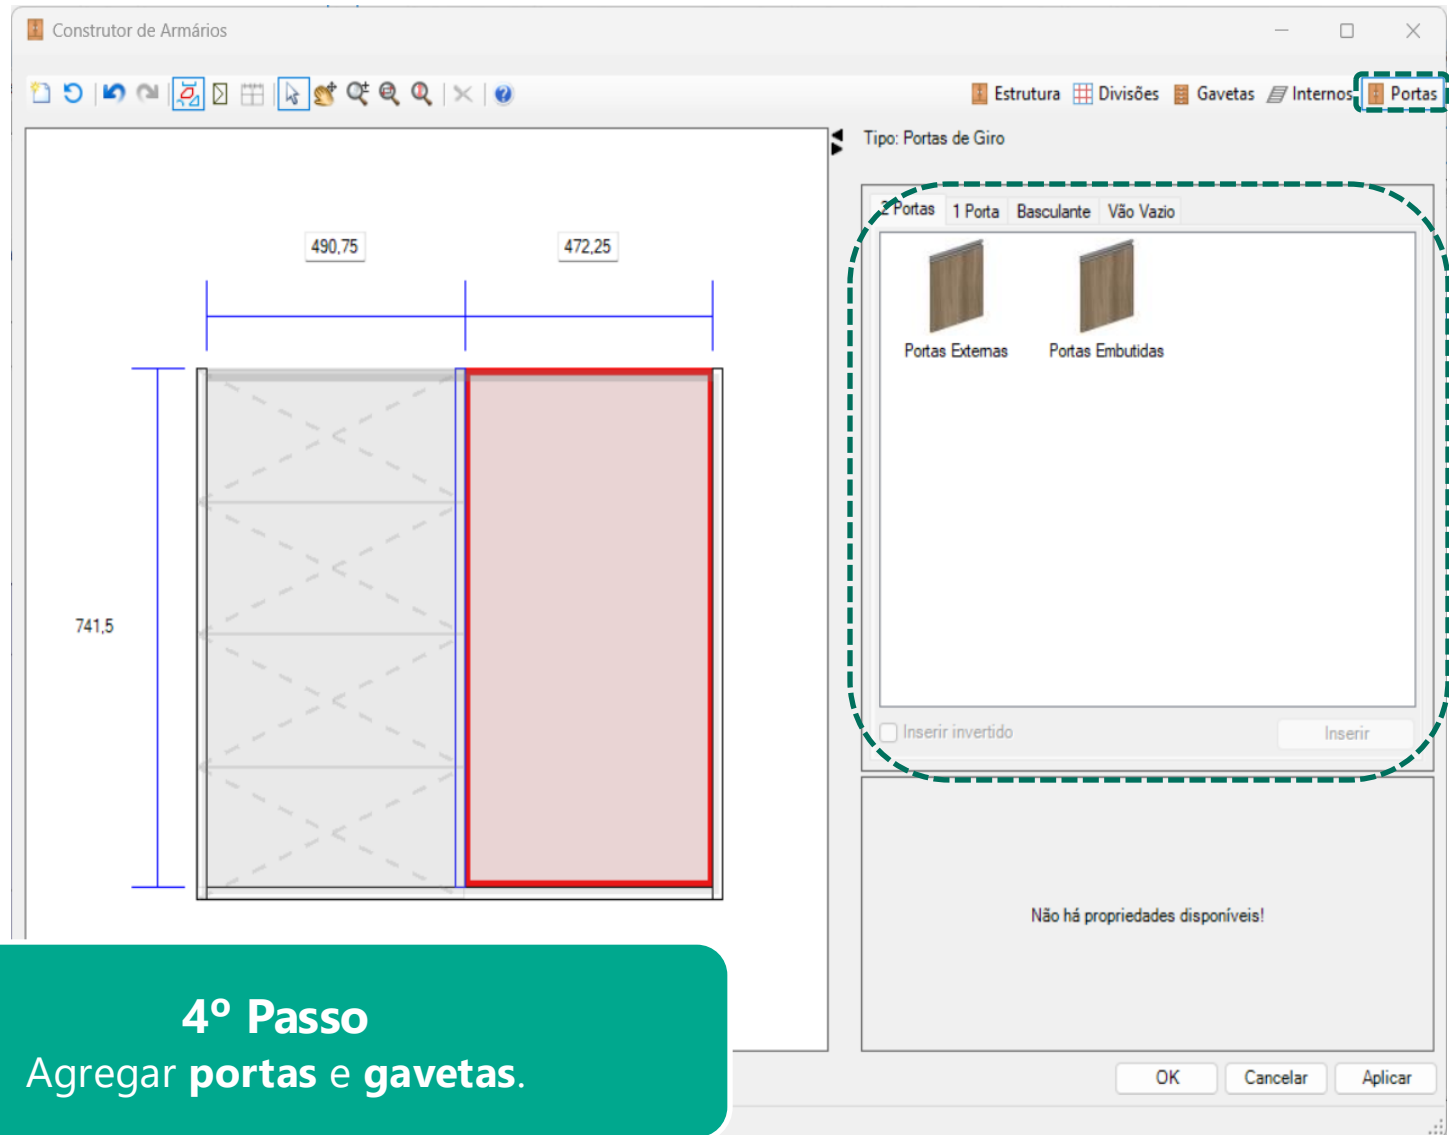 Construtor de Armários
Estrutura Divisões Gavetas Internos Portas
Tipo: Portas de Giro
2 Portas 1 Porta Basculante Vão Vazio
490,75 472,25
Portas Externas Portas Embutidas
741,5
Inserir invertido Inserir
Não há propriedades disponíveis!
4º Passo
Agregar portas e gavetas.
OK Cancelar Aplicar